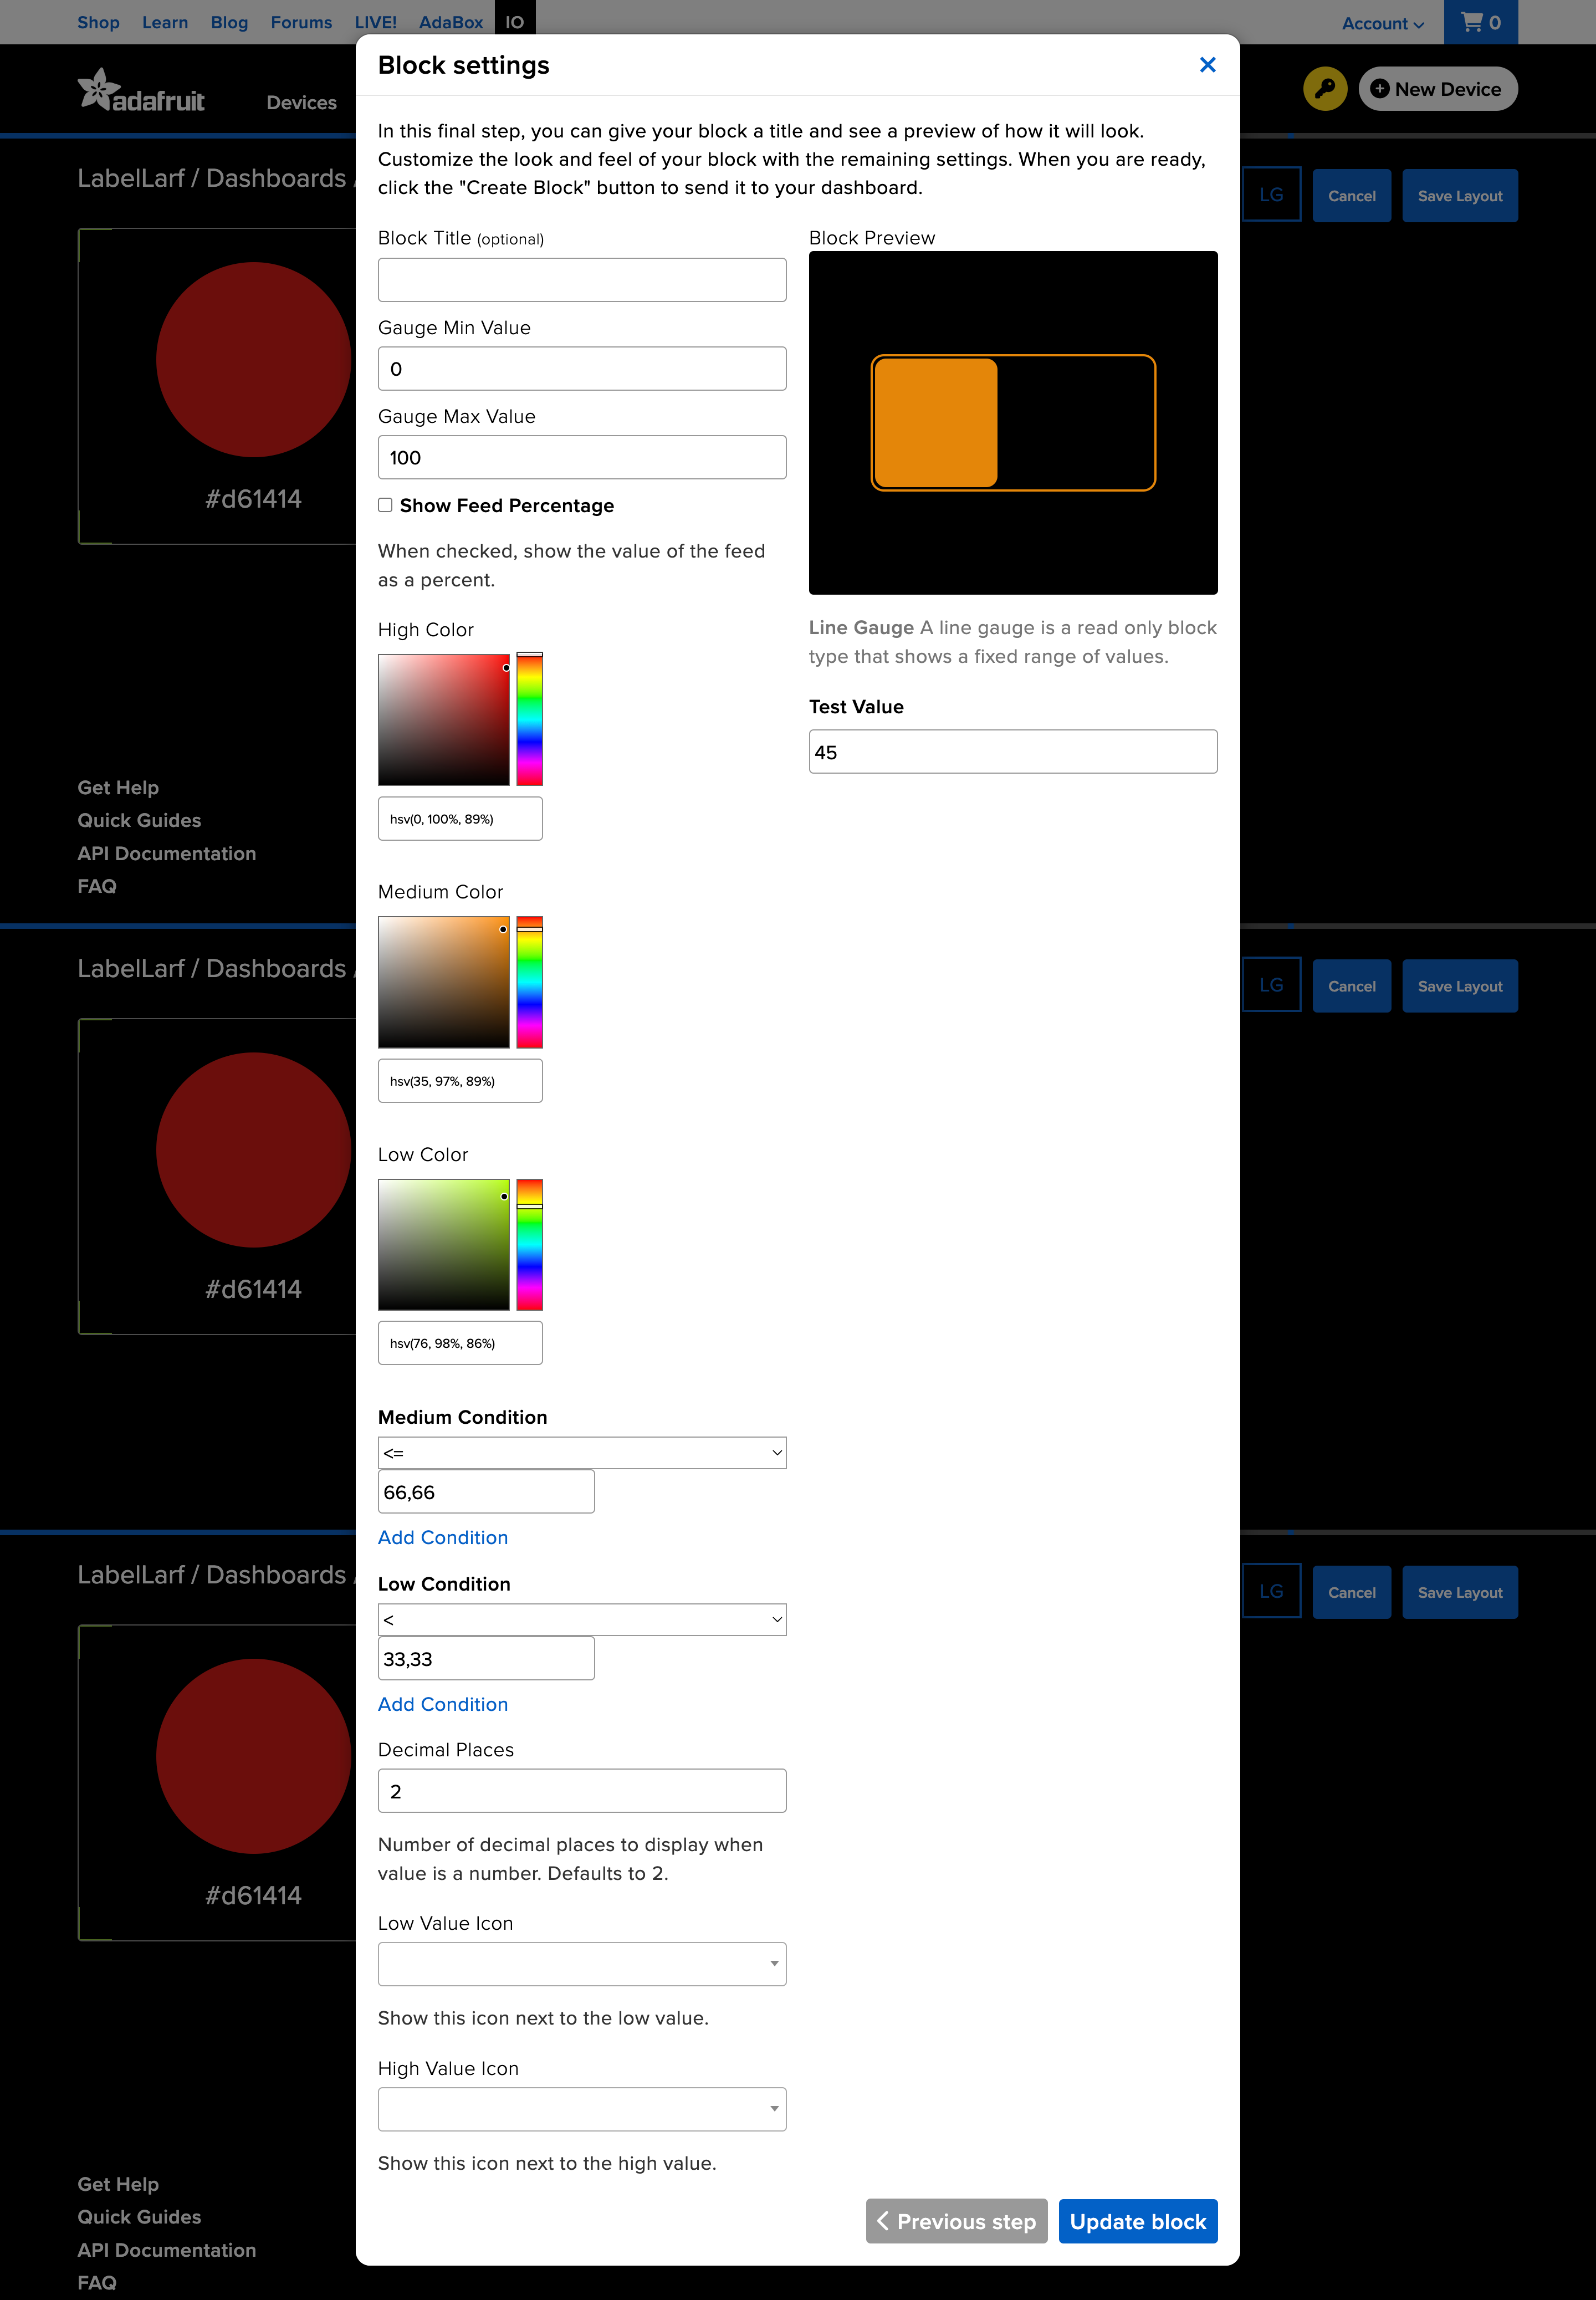 Shop Learn Blog Forums LIVE! AdaBox IO Account 0
adafruit Devices New Device
LabelLarf / Dashboards / LG Cancel Save Layout
#d61414
Get Help
Quick Guides
API Documentation
FAQ
LabelLarf / Dashboards / LG Cancel Save Layout
#d61414
LabelLarf / Dashboards / LG Cancel Save Layout
#d61414
Get Help
Quick Guides
API Documentation
FAQ
Block settings
In this final step, you can give your block a title and see a preview of how it will look.
Customize the look and feel of your block with the remaining settings. When you are ready,
click the "Create Block" button to send it to your dashboard.
Block Title (optional)
Gauge Min Value
0
Gauge Max Value
100
Show Feed Percentage
When checked, show the value of the feed
as a percent.
High Color
hsv(0, 100%, 89%)
Medium Color
hsv(35, 97%, 89%)
Low Color
hsv(76, 98%, 86%)
Medium Condition
<=
66,66
Add Condition
Low Condition
<
33,33
Add Condition
Decimal Places
2
Number of decimal places to display when
value is a number. Defaults to 2.
Low Value Icon
Show this icon next to the low value.
High Value Icon
Show this icon next to the high value.
Block Preview
Line Gauge A line gauge is a read only block
type that shows a fixed range of values.
Test Value
45
Previous step Update block